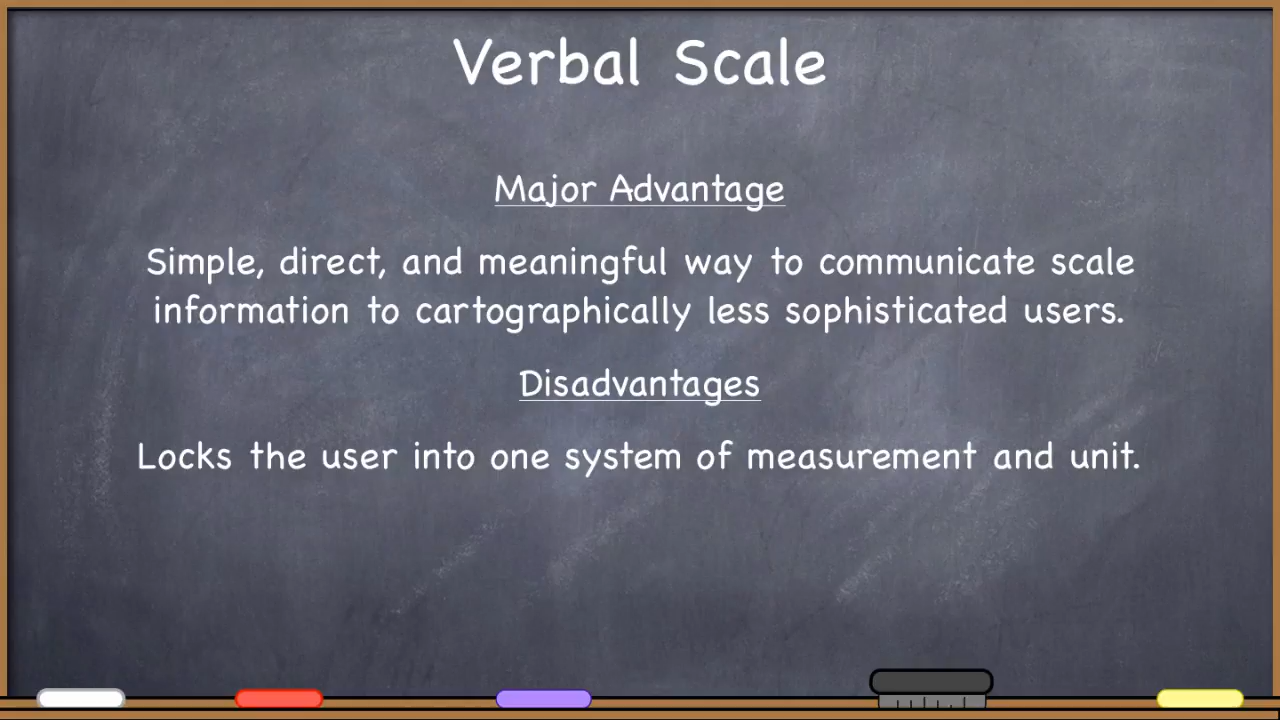 Verbal Scale
Major Advantage
Simple, direct, and meaningful way to communicate scale
information to cartographically less sophisticated users.
Disadvantages
Locks the user into one system of measurement and unit.